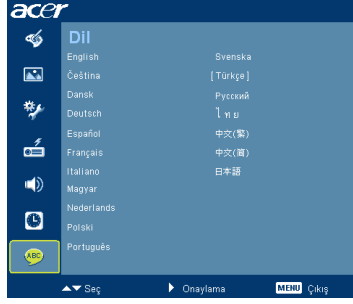 acer
Dil
English
Čeština
Dansk
Deutsch
Español
Français
Italiano
Magyar
Nederlands
Polski
Português
Svenska
[Türkçe]
Русский
ไทย
中文(繁)
中文(简)
日本語
ABC
▲▼ Seç ▶ Onaylama MENU Çıkış